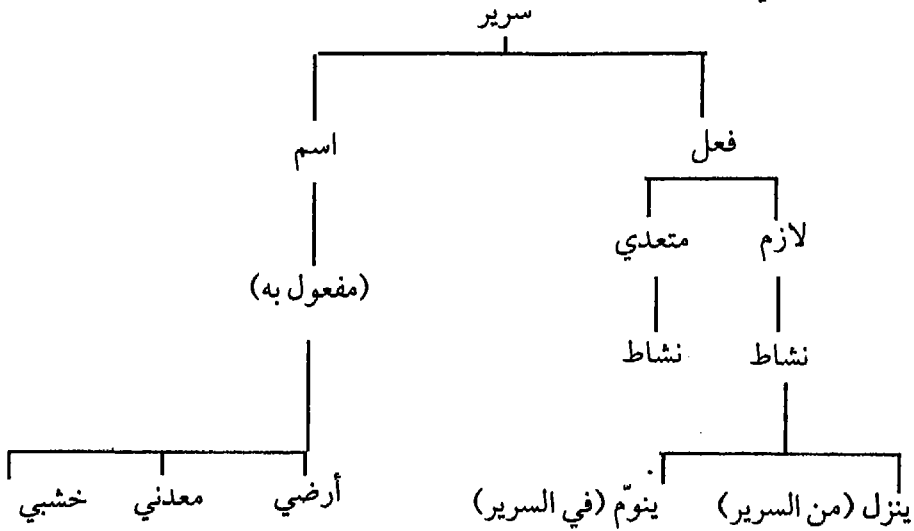 سرير
فعل اسم
لازم متعدي
(مفعول به)
نشاط نشاط
ينزل (من السرير) ينوّم (في السرير) أرضي معدني خشبي